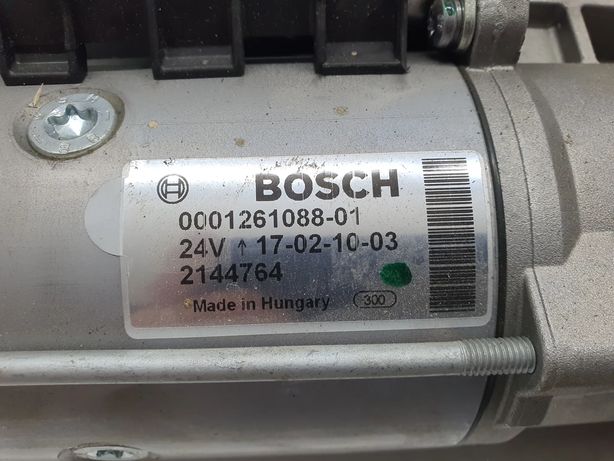 BOSCH
0001261088-01
24V ↑ 17-02-10-03
2144764
Made in Hungary 300